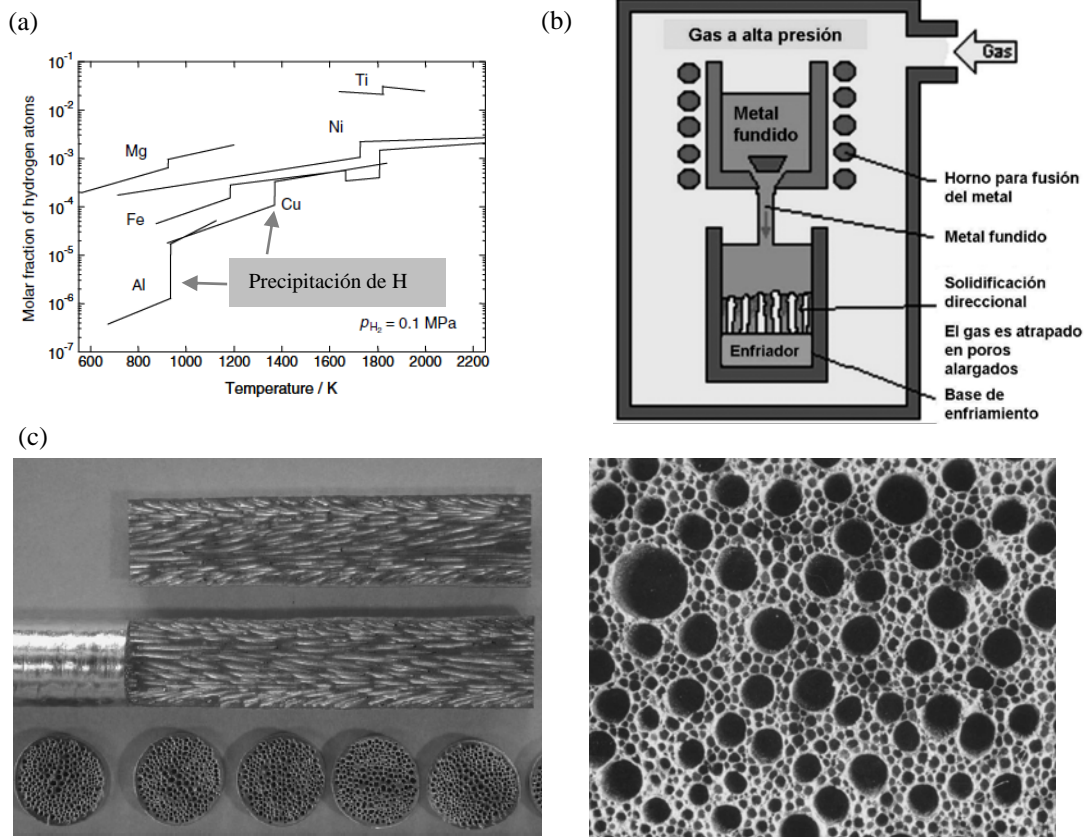 (a)
10-1
10-2
10-3
10-4
10-5
10-6
10-7
Molar fraction of hydrogen atoms
Ti
Ni
Mg
Fe
Cu
Al
Precipitación de H
pH2 = 0.1 MPa
600 800 1000 1200 1400 1600 1800 2000 2200
Temperature / K
(b)
Gas a alta presión
Gas
Metal
fundido
Horno para fusión
del metal
Metal fundido
Solidificación
direccional
El gas es atrapado
en poros
alargados
Enfriador
Base de
enfriamiento
(c)